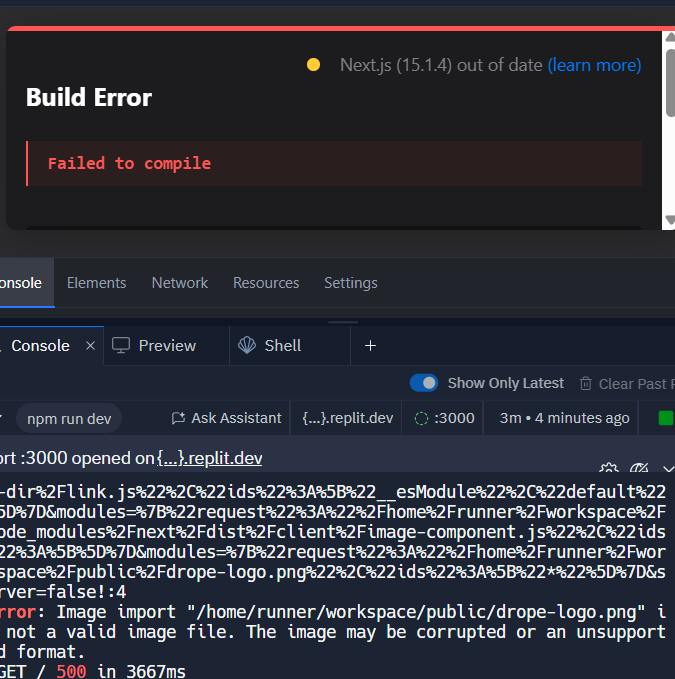 Next.js (15.1.4) out of date (learn more)
Build Error
Failed to compile
onsole Elements Network Resources Settings
Console Preview Shell
Show Only Latest Clear Past
npm run dev Ask Assistant {...}.replit.dev :3000 3m • 4 minutes ago
ort :3000 opened on {...}.replit.dev
-dir%2Flink.js%22%2C%22ids%22%3A%5B%22__esModule%22%2C%22default%22
5D%7D&modules=%7B%22request%22%3A%22%2Fhome%2Frunner%2Fworkspace%2F
ode_modules%2Fnext%2Fdist%2Fclient%2Fimage-component.js%22%2C%22ids
22%3A%5B%5D%7D&modules=%7B%22request%22%3A%22%2Fhome%2Frunner%2Fwor
space%2Fpublic%2Fdrope-logo.png%22%2C%22ids%22%3A%5B%22*%22%5D%7D&s
rver=false!:4
rror: Image import "/home/runner/workspace/public/drope-logo.png" i
not a valid image file. The image may be corrupted or an unsupport
d format.
GET / 500 in 3667ms